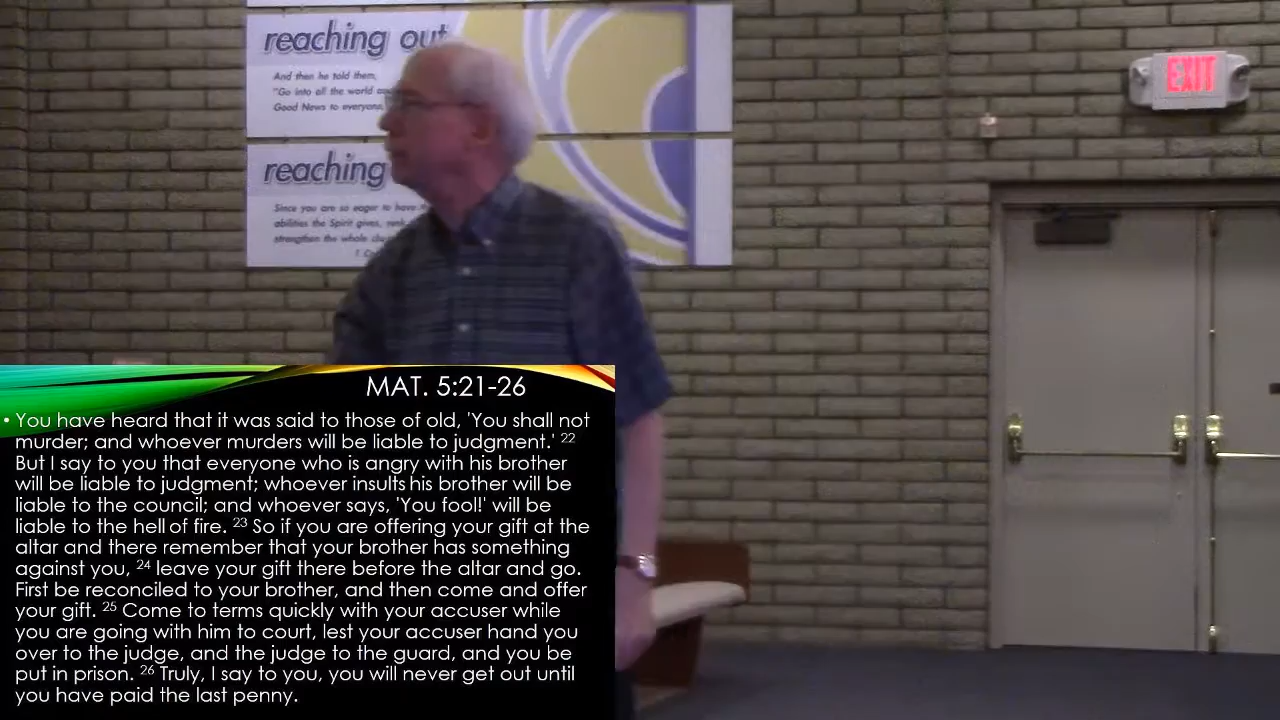 reaching out
And then he told them,
"Go into all the world
Good News to everyone,
reaching
Since you are so eager to have
abilities the Spirit gives, seek
strengthen the whole
EXIT
MAT. 5:21-26
• You have heard that it was said to those of old, 'You shall not
murder; and whoever murders will be liable to judgment.' 22
But I say to you that everyone who is angry with his brother
will be liable to judgment; whoever insults his brother will be
liable to the council; and whoever says, 'You fool!' will be
liable to the hell of fire. 23 So if you are offering your gift at the
altar and there remember that your brother has something
against you, 24 leave your gift there before the altar and go.
First be reconciled to your brother, and then come and offer
your gift. 25 Come to terms quickly with your accuser while
you are going with him to court, lest your accuser hand you
over to the judge, and the judge to the guard, and you be
put in prison. 26 Truly, I say to you, you will never get out until
you have paid the last penny.